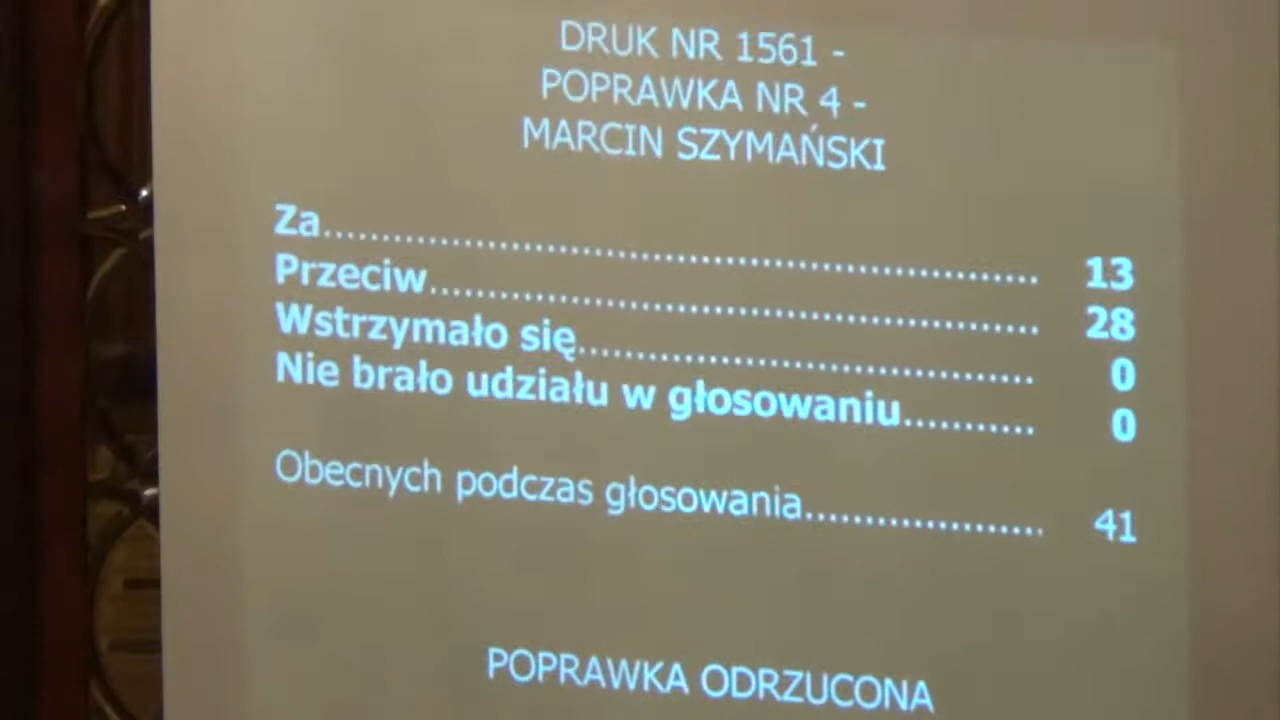 DRUK NR 1561 -
POPRAWKA NR 4 -
MARCIN SZYMAŃSKI
Za................................................................ 13
Przeciw........................................................ 28
Wstrzymało się.......................................... 0
Nie brało udziału w głosowaniu............ 0
Obecnych podczas głosowania..................... 41
POPRAWKA ODRZUCONA